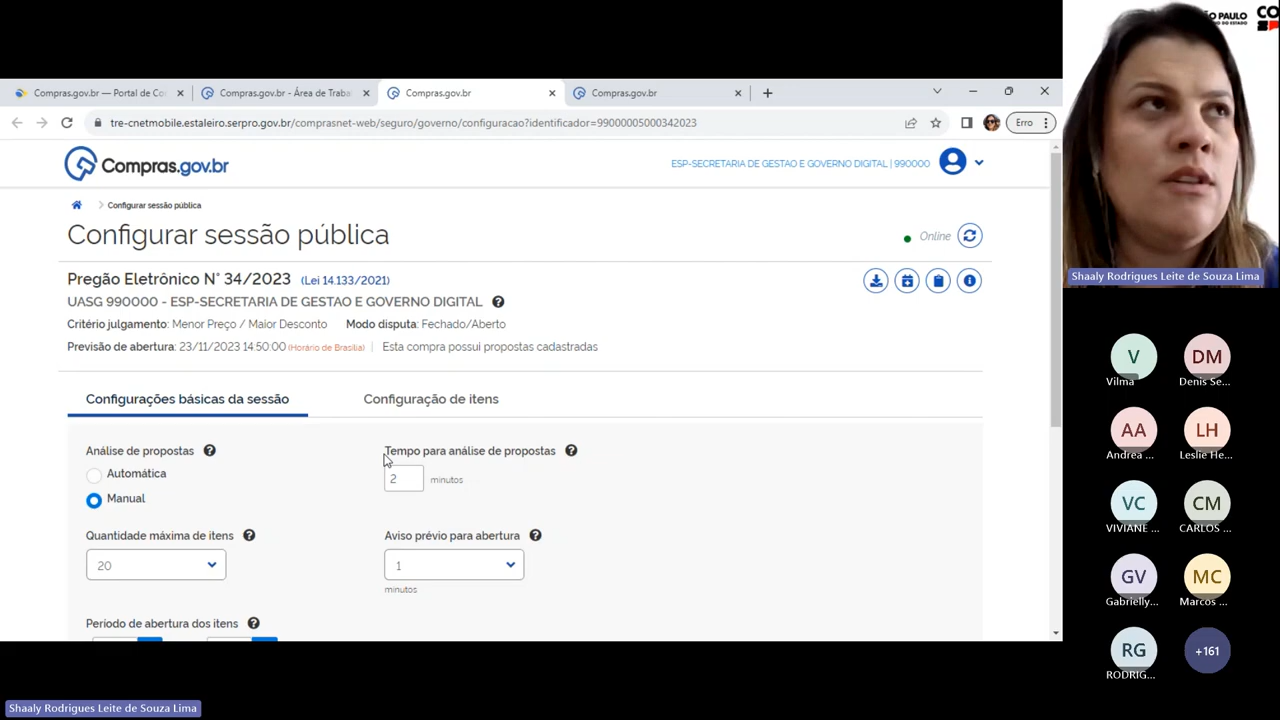 Compras.gov.br — Portal de Co
Compras.gov.br - Área de Traba
Compras.gov.br
Compras.gov.br
tre-cnetmobile.estaleiro.serpro.gov.br/comprasnet-web/seguro/governo/configuracao?identificador=99000005000342023
Erro
Compras.gov.br
ESP-SECRETARIA DE GESTAO E GOVERNO DIGITAL | 990000
Configurar sessão pública
Configurar sessão pública
Online
Pregão Eletrônico N° 34/2023 (Lei 14.133/2021)
UASG 990000 - ESP-SECRETARIA DE GESTAO E GOVERNO DIGITAL
Critério julgamento: Menor Preço / Maior Desconto Modo disputa: Fechado/Aberto
Previsão de abertura: 23/11/2023 14:50:00 (Horário de Brasília) | Esta compra possui propostas cadastradas
Configurações básicas da sessão
Configuração de itens
Análise de propostas
Automática
Manual
Tempo para análise de propostas
2 minutos
Quantidade máxima de itens
20
Aviso prévio para abertura
1
minutos
Período de abertura dos itens
Shaaly Rodrigues Leite de Souza Lima
ÃO PAULO
DO ESTADO
CO
Shaaly Rodrigues Leite de Souza Lima
V
Vilma
DM
Denis Se...
AA
Andrea ...
LH
Leslie He...
VC
VIVIANE ...
CM
CARLOS ...
GV
Gabrielly...
MC
Marcos ...
RG
RODRIG...
+161